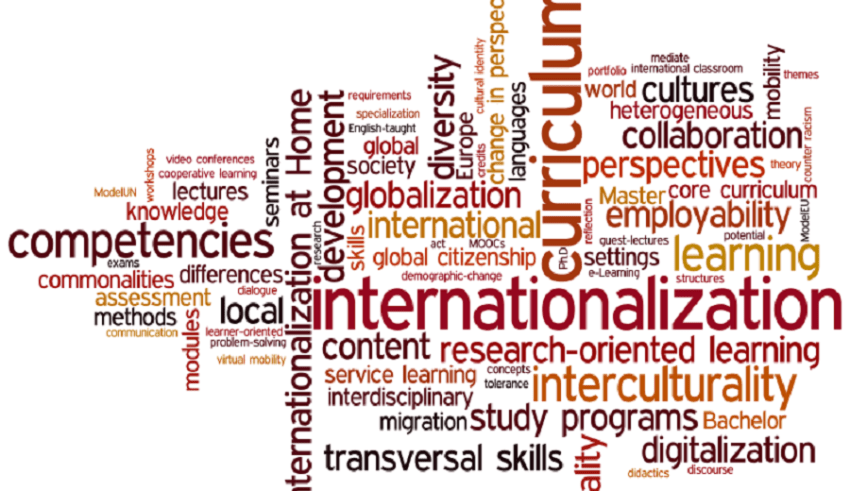 curriculum
change in perspec
cultural identity
diversity
Europe
credits
languages
mediate
portfolio
international classroom
mobility
themes
world
cultures
heterogeneous
collaboration
counter racism
perspectives
theory
Master
core curriculum
reflection
employability
ModelEU
guest-lectures
potential
PhD
settings
learning
e-Learning
structures
requirements
specialization
English-taught
global
society
globalization
development
nternationalization at Home
research
skills
international
act
MOOCs
global citizenship
demographic-change
seminars
workshops
video conferences
cooperative learning
ModelUN
lectures
knowledge
competencies
exams
commonalities
differences
dialogue
assessment
methods
local
communication
modules
learner-oriented
problem-solving
virtual mobility
internationalization
content
research-oriented learning
service learning
concepts
tolerance
interculturality
interdisciplinary
migration
study programs
Bachelor
transversal skills
ality
digitalization
didactics
discourse